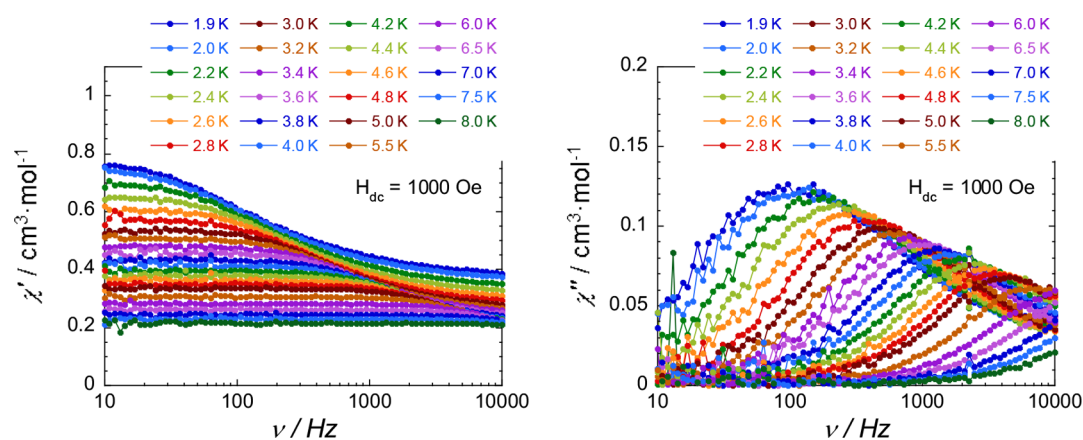 1.9 K 3.0 K 4.2 K 6.0 K
2.0 K 3.2 K 4.4 K 6.5 K
2.2 K 3.4 K 4.6 K 7.0 K
2.4 K 3.6 K 4.8 K 7.5 K
2.6 K 3.8 K 5.0 K 8.0 K
2.8 K 4.0 K 5.5 K
H_dc = 1000 Oe
χ' / cm³·mol⁻¹
1
0.8
0.6
0.4
0.2
0
10 100 1000 10000
ν / Hz
1.9 K 3.0 K 4.2 K 6.0 K
2.0 K 3.2 K 4.4 K 6.5 K
2.2 K 3.4 K 4.6 K 7.0 K
2.4 K 3.6 K 4.8 K 7.5 K
2.6 K 3.8 K 5.0 K 8.0 K
2.8 K 4.0 K 5.5 K
H_dc = 1000 Oe
χ'' / cm³·mol⁻¹
0.2
0.15
0.1
0.05
0
10 100 1000 10000
ν / Hz